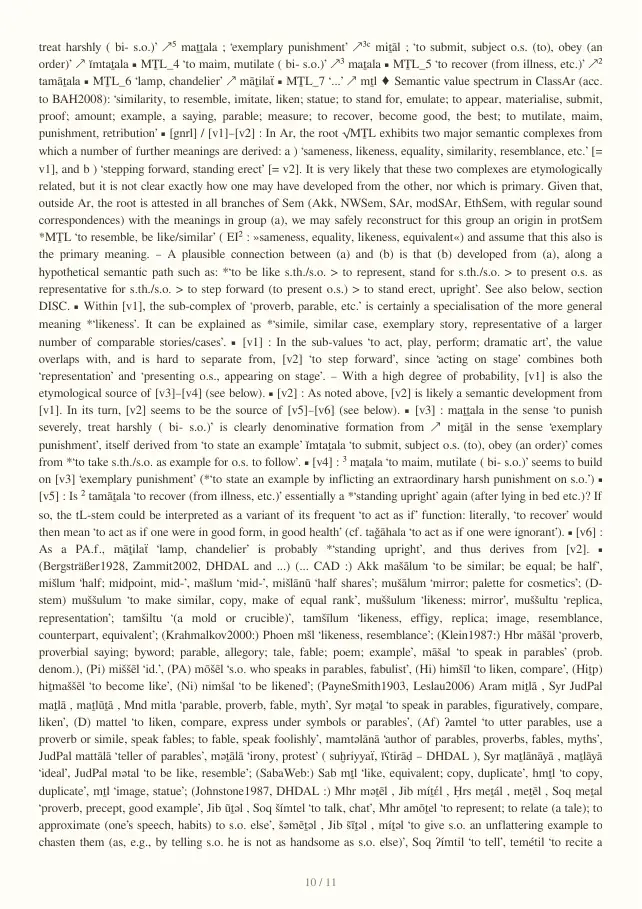 treat harshly ( bi- s.o.)’ ↗⁵ maṯṯala ; ‘exemplary punishment’ ↗³ᶜ miṯāl ; ‘to submit, subject o.s. (to), obey (an
order)’ ↗ ĭmtaṯala ▪ MṮL_4 ‘to maim, mutilate ( bi- s.o.)’ ↗³ maṯala ▪ MṮL_5 ‘to recover (from illness, etc.)’ ↗²
tamāṯala ▪ MṮL_6 ‘lamp, chandelier’ ↗ māṯilaẗ ▪ MṮL_7 ‘...’ ↗ mṯl ♦ Semantic value spectrum in ClassAr (acc.
to BAH2008): ‘similarity, to resemble, imitate, liken; statue; to stand for, emulate; to appear, materialise, submit,
proof; amount; example, a saying, parable; measure; to recover, become good, the best; to mutilate, maim,
punishment, retribution’ ▪ [gnrl] / [v1]–[v2] : In Ar, the root √MṮL exhibits two major semantic complexes from
which a number of further meanings are derived: a ) ‘sameness, likeness, equality, similarity, resemblance, etc.’ [=
v1], and b ) ‘stepping forward, standing erect’ [= v2]. It is very likely that these two complexes are etymologically
related, but it is not clear exactly how one may have developed from the other, nor which is primary. Given that,
outside Ar, the root is attested in all branches of Sem (Akk, NWSem, SAr, modSAr, EthSem, with regular sound
correspondences) with the meanings in group (a), we may safely reconstruct for this group an origin in protSem
*MṮL ‘to resemble, be like/similar’ ( EI² : »sameness, equality, likeness, equivalent«) and assume that this also is
the primary meaning. – A plausible connection between (a) and (b) is that (b) developed from (a), along a
hypothetical semantic path such as: *‘to be like s.th./s.o. > to represent, stand for s.th./s.o. > to present o.s. as
representative for s.th./s.o. > to step forward (to present o.s.) > to stand erect, upright’. See also below, section
DISC. ▪ Within [v1], the sub-complex of ‘proverb, parable, etc.’ is certainly a specialisation of the more general
meaning *‘likeness’. It can be explained as *‘simile, similar case, exemplary story, representative of a larger
number of comparable stories/cases’. ▪ [v1] : In the sub-values ‘to act, play, perform; dramatic art’, the value
overlaps with, and is hard to separate from, [v2] ‘to step forward’, since ‘acting on stage’ combines both
‘representation’ and ‘presenting o.s., appearing on stage’. – With a high degree of probability, [v1] is also the
etymological source of [v3]–[v4] (see below). ▪ [v2] : As noted above, [v2] is likely a semantic development from
[v1]. In its turn, [v2] seems to be the source of [v5]–[v6] (see below). ▪ [v3] : maṯṯala in the sense ‘to punish
severely, treat harshly ( bi- s.o.)’ is clearly denominative formation from ↗ miṯāl in the sense ‘exemplary
punishment’, itself derived from ‘to state an example’ ĭmtaṯala ‘to submit, subject o.s. (to), obey (an order)’ comes
from *‘to take s.th./s.o. as example for o.s. to follow’. ▪ [v4] : ³ maṯala ‘to maim, mutilate ( bi- s.o.)’ seems to build
on [v3] ‘exemplary punishment’ (*‘to state an example by inflicting an extraordinary harsh punishment on s.o.’) ▪
[v5] : Is ² tamāṯala ‘to recover (from illness, etc.)’ essentially a *‘standing upright’ again (after lying in bed etc.)? If
so, the tL-stem could be interpreted as a variant of its frequent ‘to act as if’ function: literally, ‘to recover’ would
then mean ‘to act as if one were in good form, in good health’ (cf. taǧāhala ‘to act as if one were ignorant’). ▪ [v6] :
As a PA.f., māṯilaẗ ‘lamp, chandelier’ is probably *‘standing upright’, and thus derives from [v2]. ▪
(Bergsträßer1928, Zammit2002, DHDAL and ...) (... CAD :) Akk mašālum ‘to be similar; be equal; be half’,
mišlum ‘half; midpoint, mid-’, mašlum ‘mid-’, mišlānū ‘half shares’; mušālum ‘mirror; palette for cosmetics’; (D-
stem) muššulum ‘to make similar, copy, make of equal rank’, muššulum ‘likeness; mirror’, muššultu ‘replica,
representation’; tamšiltu ‘(a mold or crucible)’, tamšīlum ‘likeness, effigy, replica; image, resemblance,
counterpart, equivalent’; (Krahmalkov2000:) Phoen mšl ‘likeness, resemblance’; (Klein1987:) Hbr māšāl ‘proverb,
proverbial saying; byword; parable, allegory; tale, fable; poem; example’, māšal ‘to speak in parables’ (prob.
denom.), (Pi) miššēl ‘id.’, (PA) mōšēl ‘s.o. who speaks in parables, fabulist’, (Hi) himšīl ‘to liken, compare’, (Hiṯp)
hiṯmaššēl ‘to become like’, (Ni) nimšal ‘to be likened’; (PayneSmith1903, Leslau2006) Aram miṯlā , Syr JudPal
maṯlā , maṯlūṯā , Mnd mitla ‘parable, proverb, fable, myth’, Syr məṯal ‘to speak in parables, figuratively, compare,
liken’, (D) mattel ‘to liken, compare, express under symbols or parables’, (Af) ʔamtel ‘to utter parables, use a
proverb or simile, speak fables; to fable, speak foolishly’, mamtəlānā ‘author of parables, proverbs, fables, myths’,
JudPal mattālā ‘teller of parables’, məṯālā ‘irony, protest’ ( suḫriyyaẗ, ĭʕtirāḍ – DHDAL ), Syr maṯlānāyā , maṯlāyā
‘ideal’, JudPal məṯal ‘to be like, resemble’; (SabaWeb:) Sab mṯl ‘like, equivalent; copy, duplicate’, hmṯl ‘to copy,
duplicate’, mṯl ‘image, statue’; (Johnstone1987, DHDAL :) Mhr məṯēl , Jib míṯɛ́l , Ḥrs meṯál , meṯēl , Soq meṯal
‘proverb, precept, good example’, Jib ūṯəl , Soq šímtel ‘to talk, chat’, Mhr amōṯəl ‘to represent; to relate (a tale); to
approximate (one’s speech, habits) to s.o. else’, šəmēṯəl , Jib šīṯəl , míṯəl ‘to give s.o. an unflattering example to
chasten them (as, e.g., by telling s.o. he is not as handsome as s.o. else)’, Soq ʔímtil ‘to tell’, temétil ‘to recite a
10 / 11